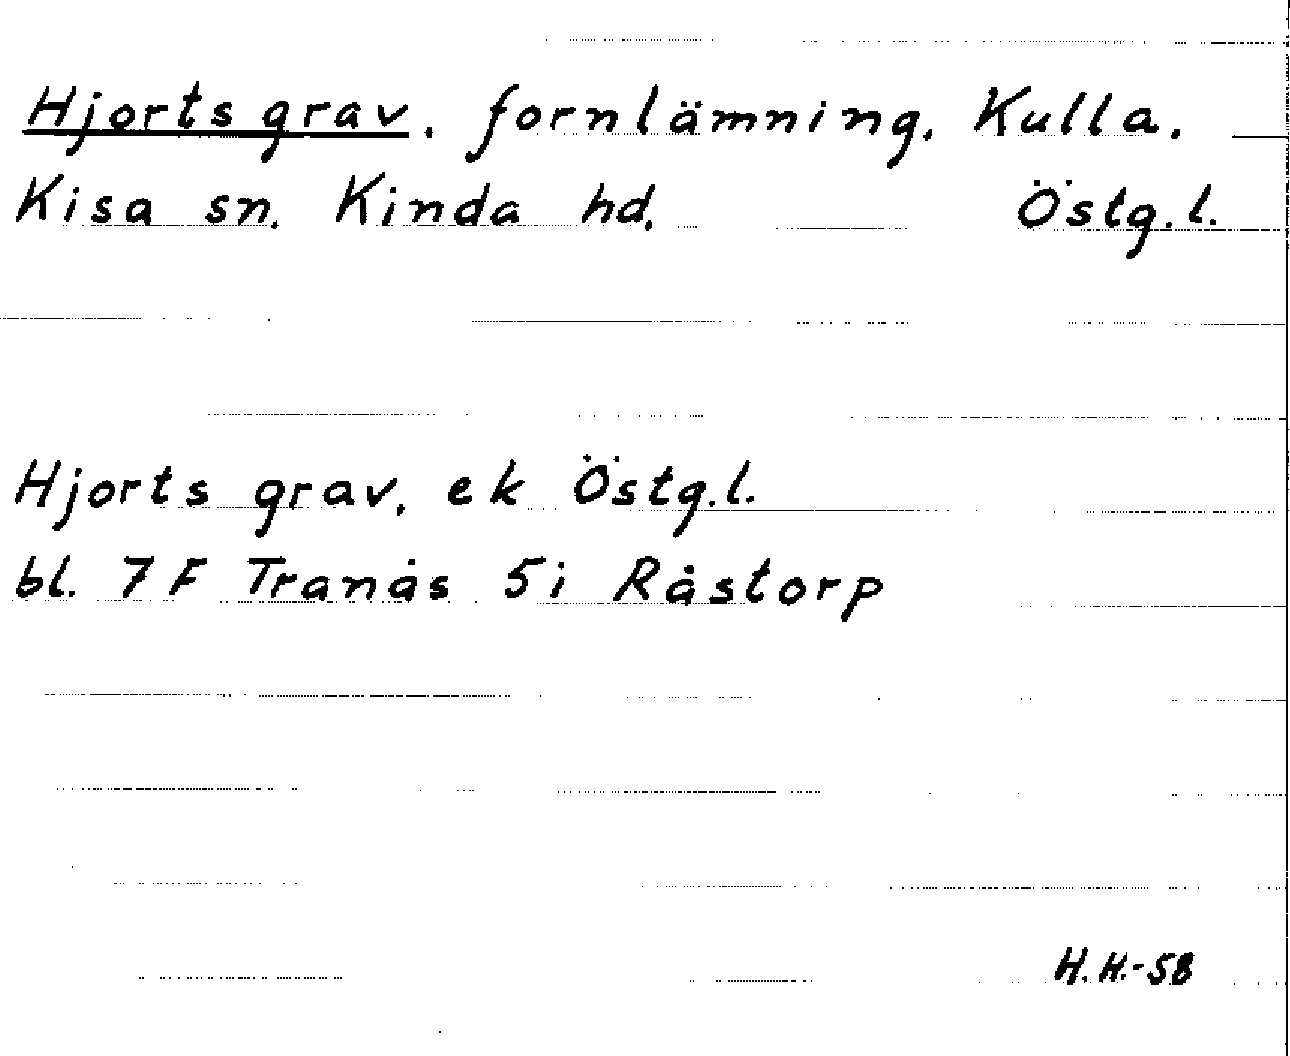 Hjorts grav, fornlämning, Kulla,
Kisa sn, Kinda hd, Östg.l.
Hjorts grav, ek Östg.l.
bl. 7 F Tranås 5i Råstorp
H.H.-58